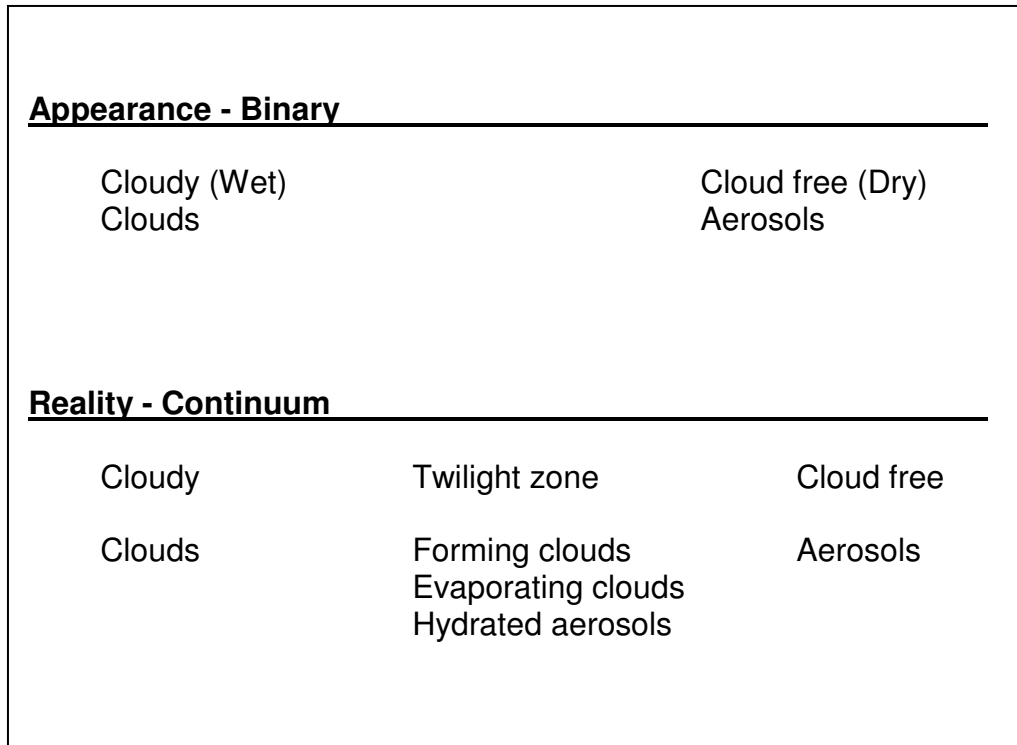 Appearance - Binary
Cloudy (Wet) Cloud free (Dry)
Clouds Aerosols
Reality - Continuum
Cloudy Twilight zone Cloud free
Clouds Forming clouds Aerosols
Evaporating clouds
Hydrated aerosols